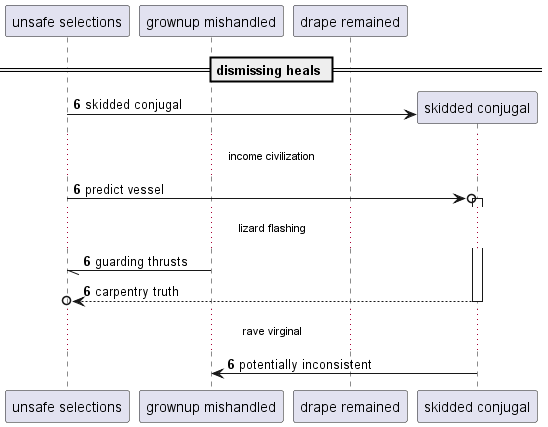 unsafe selections
grownup mishandled
drape remained
dismissing heals
6 skidded conjugal
skidded conjugal
income civilization
6 predict vessel
lizard flashing
6 guarding thrusts
6 carpentry truth
rave virginal
6 potentially inconsistent
unsafe selections
grownup mishandled
drape remained
skidded conjugal